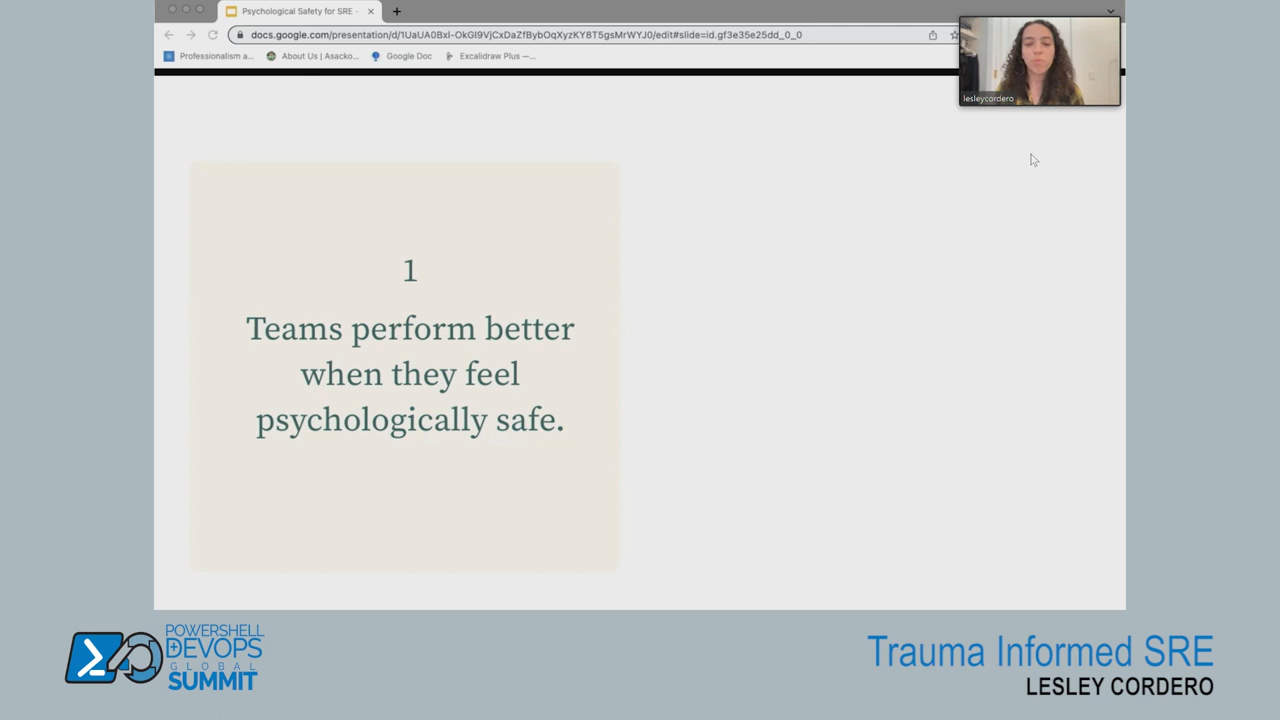 Psychological Safety for SRE -
docs.google.com/presentation/d/1UaUA0BxI-OkGI9VjCxDaZfBybOqXyzKY8T5gsMrWYJ0/edit#slide=id.gf3e35e25dd_0_0
Professionalism a...
About Us | Asacko...
Google Doc
Excalidraw Plus —...
lesleycordero
1
Teams perform better
when they feel
psychologically safe.
POWERSHELL
DEVOPS
GLOBAL
SUMMIT
Trauma Informed SRE
LESLEY CORDERO